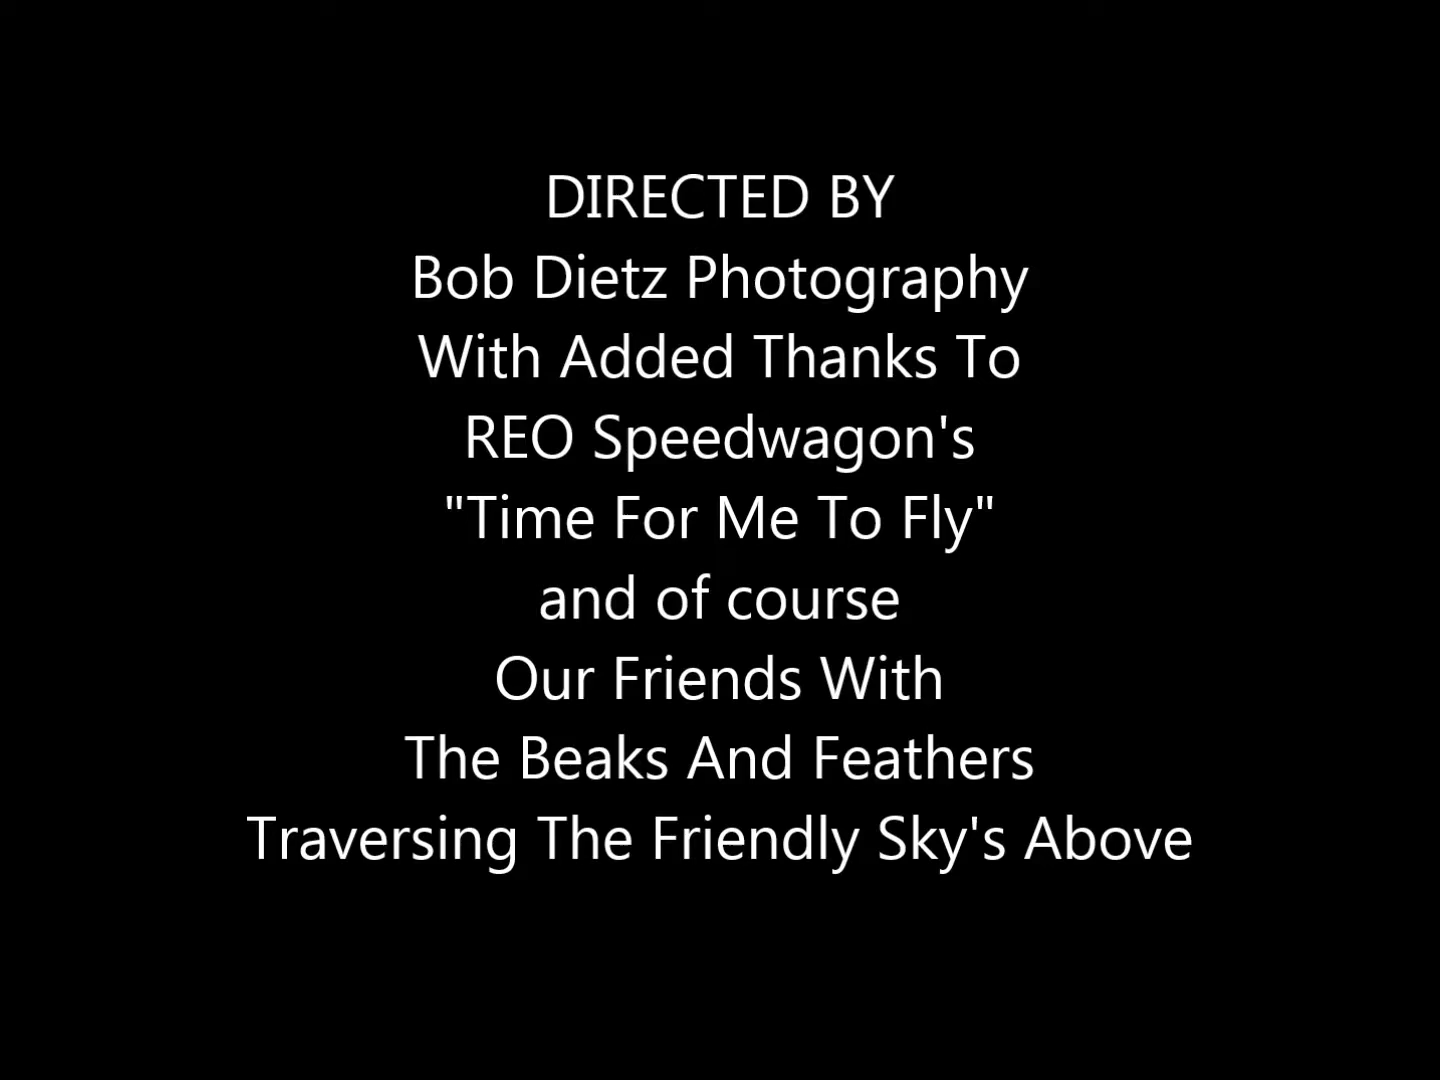 DIRECTED BY
Bob Dietz Photography
With Added Thanks To
REO Speedwagon's
"Time For Me To Fly"
and of course
Our Friends With
The Beaks And Feathers
Traversing The Friendly Sky's Above